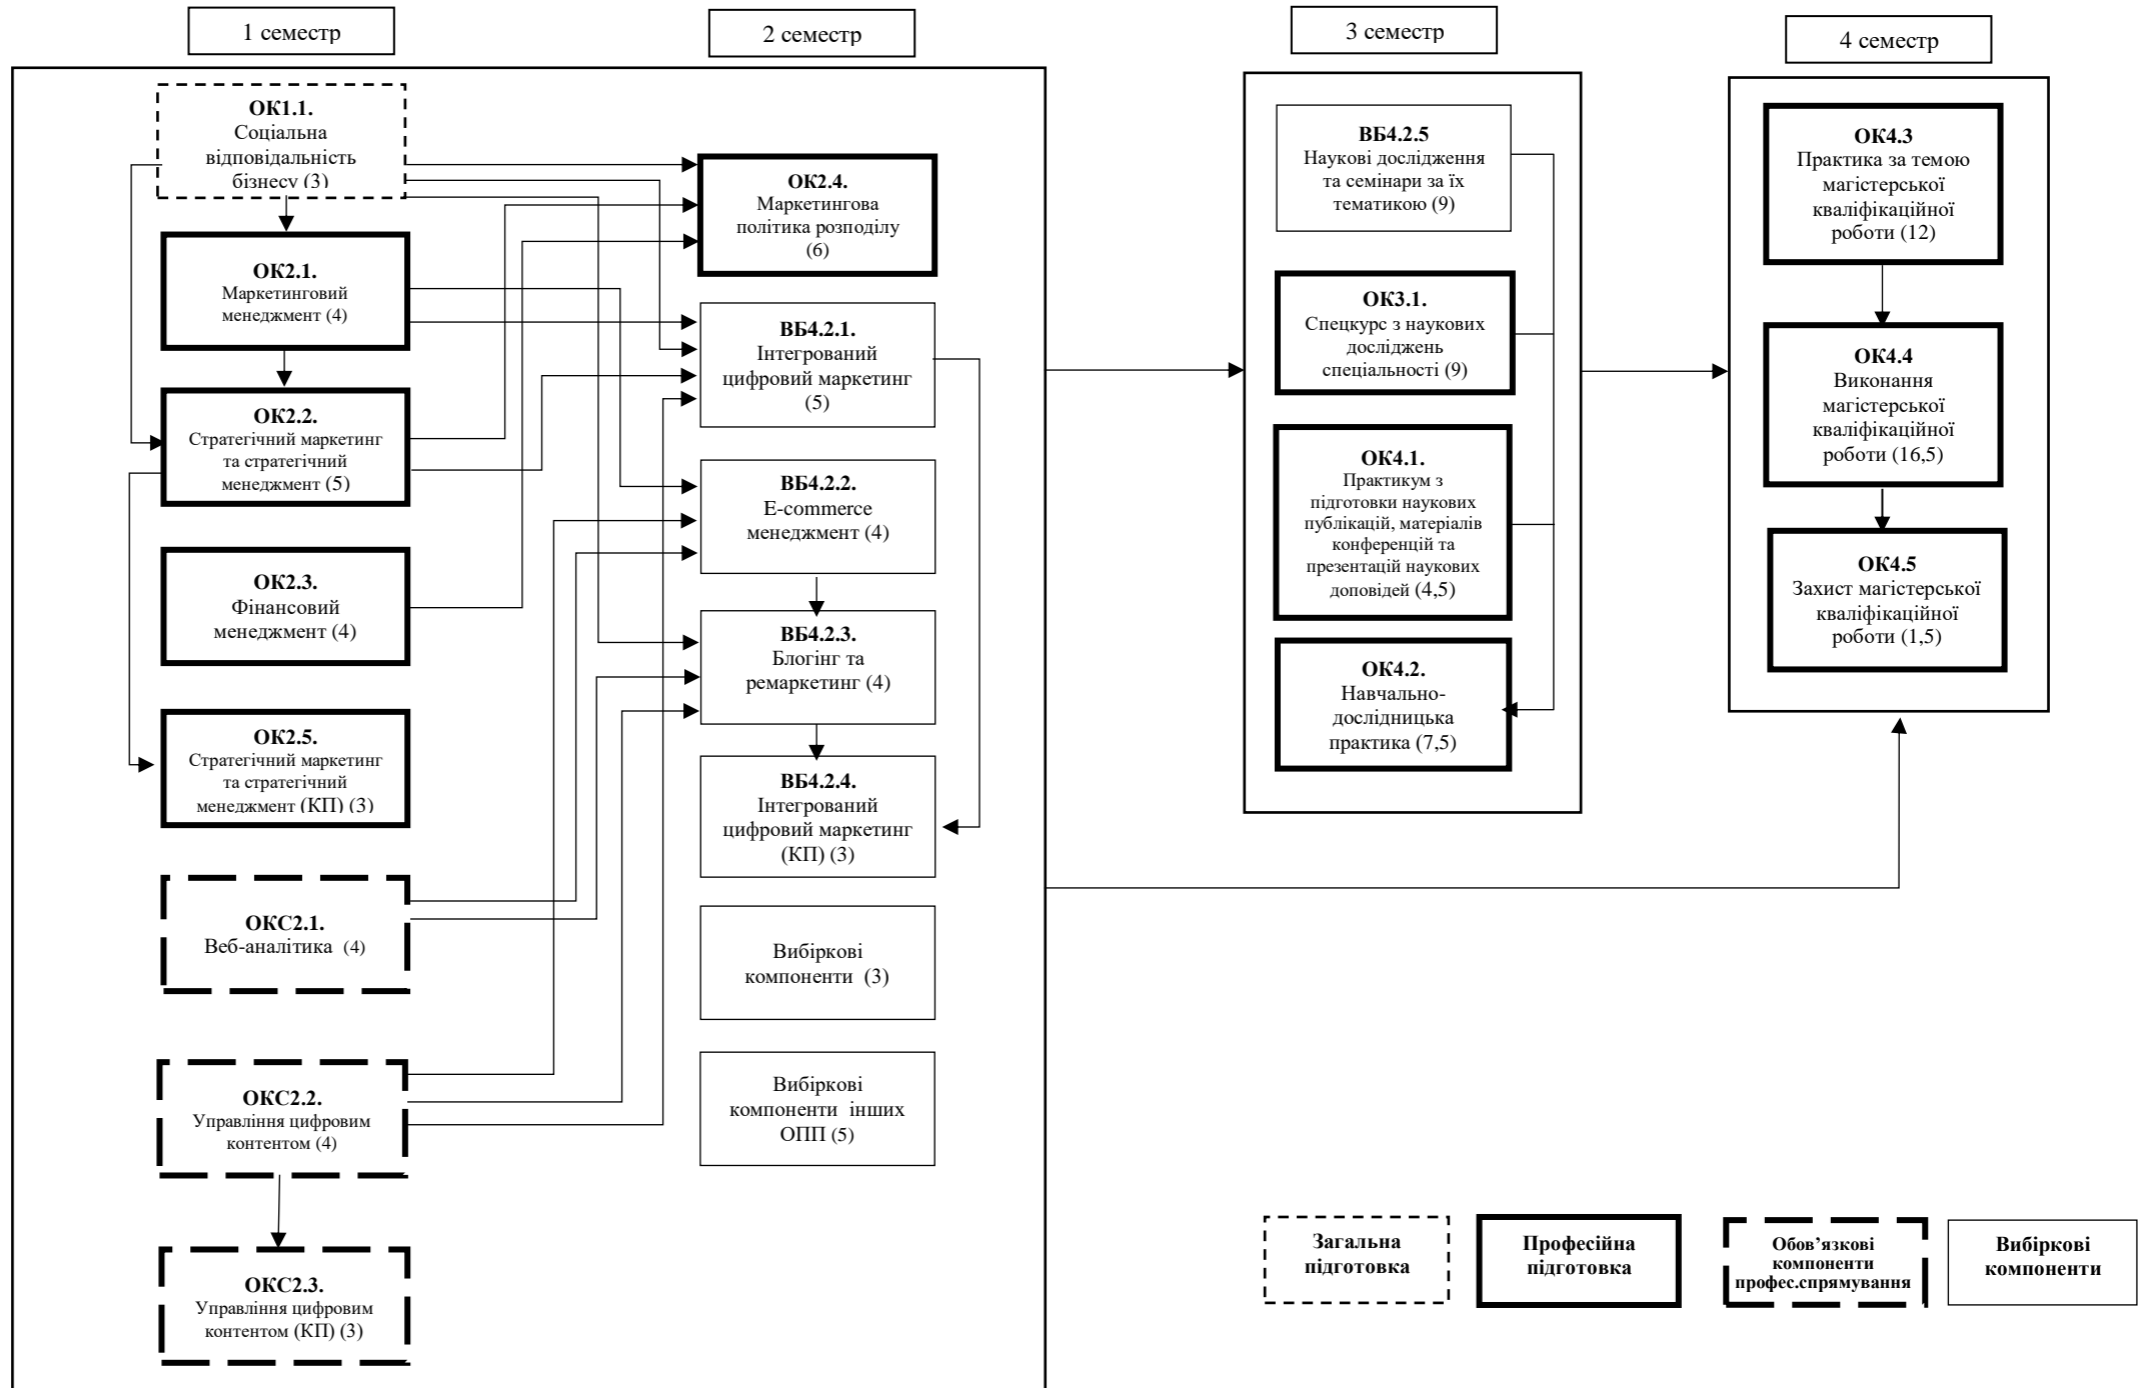 1 семестр
2 семестр
3 семестр
4 семестр
ОК1.1.
Соціальна
відповідальність
бізнесу (3)
ОК2.1.
Маркетинговий
менеджмент (4)
ОК2.2.
Стратегічний маркетинг
та стратегічний
менеджмент (5)
ОК2.3.
Фінансовий
менеджмент (4)
ОК2.5.
Стратегічний маркетинг
та стратегічний
менеджмент (КП) (3)
ОКС2.1.
Веб-аналітика (4)
ОКС2.2.
Управління цифровим
контентом (4)
ОКС2.3.
Управління цифровим
контентом (КП) (3)
ОК2.4.
Маркетингова
політика розподілу
(6)
ВБ4.2.1.
Інтегрований
цифровий маркетинг
(5)
ВБ4.2.2.
E-commerce
менеджмент (4)
ВБ4.2.3.
Блогінг та
ремаркетинг (4)
ВБ4.2.4.
Інтегрований
цифровий маркетинг
(КП) (3)
Вибіркові
компоненти (3)
Вибіркові
компоненти інших
ОПП (5)
ВБ4.2.5
Наукові дослідження
та семінари за їх
тематикою (9)
ОК3.1.
Спецкурс з наукових
досліджень
спеціальності (9)
ОК4.1.
Практикум з
підготовки наукових
публікацій, матеріалів
конференцій та
презентацій наукових
доповідей (4,5)
ОК4.2.
Навчально-
дослідницька
практика (7,5)
ОК4.3
Практика за темою
магістерської
кваліфікаційної
роботи (12)
ОК4.4
Виконання
магістерської
кваліфікаційної
роботи (16,5)
ОК4.5
Захист магістерської
кваліфікаційної
роботи (1,5)
Загальна
підготовка
Професійна
підготовка
Обов’язкові
компоненти
профес.спрямування
Вибіркові
компоненти